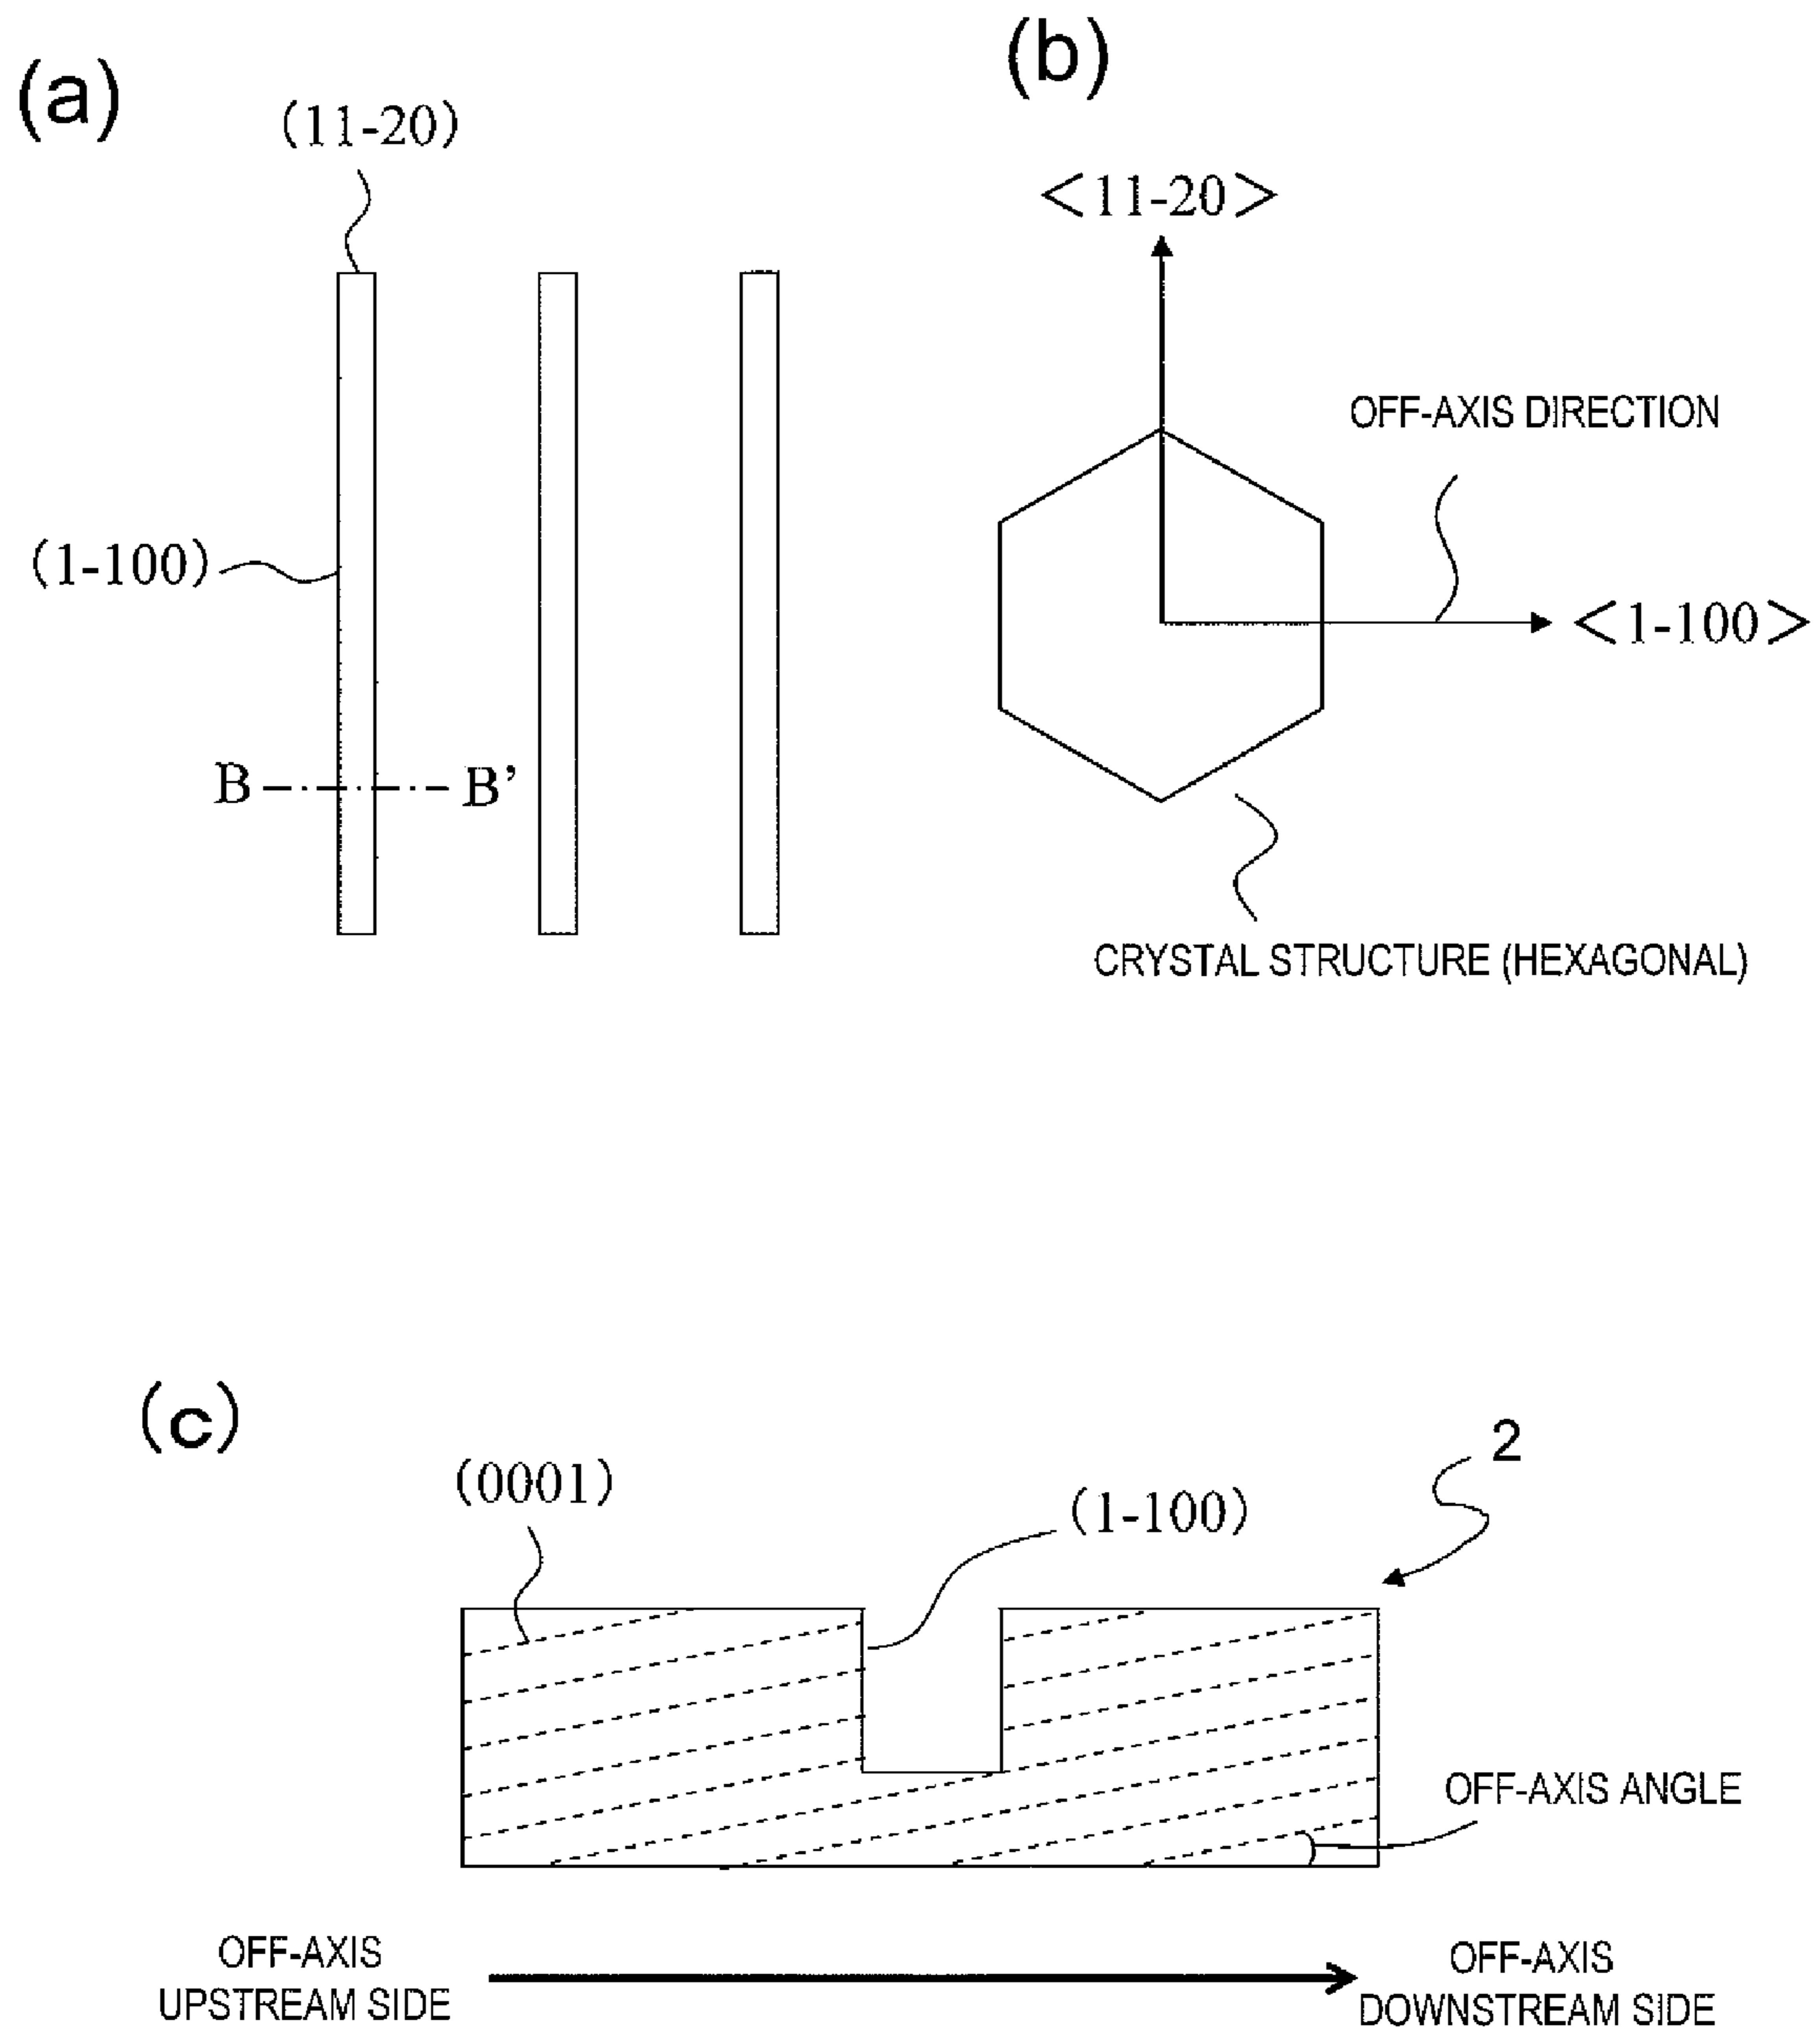 (a)
(11-20)
(1-100)
B
B’
(b)
<11-20>
OFF-AXIS DIRECTION
<1-100>
CRYSTAL STRUCTURE (HEXAGONAL)
(c)
(0001)
(1-100)
2
OFF-AXIS ANGLE
OFF-AXIS
UPSTREAM SIDE
OFF-AXIS
DOWNSTREAM SIDE